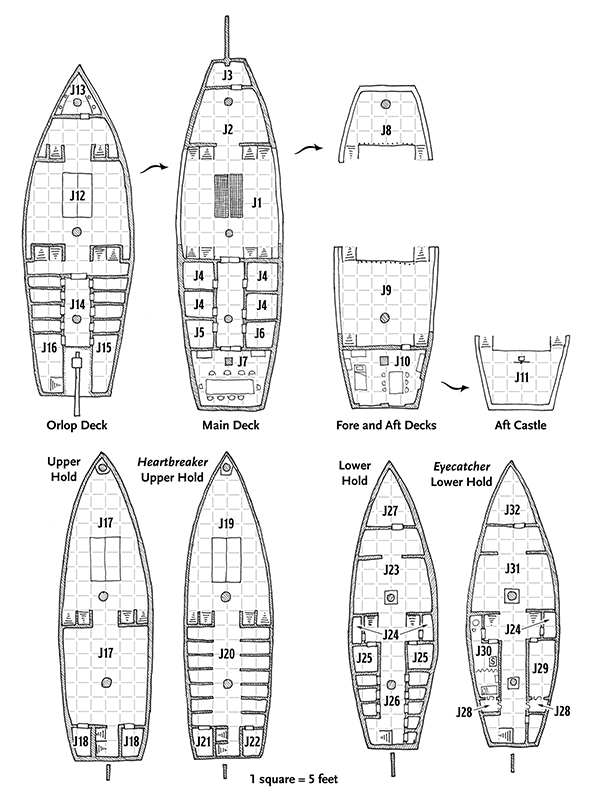 J3
J13
J2
J8
J12
J1
J4 J4
J9
J4 J4
J14
J5 J6
J16 J15
J7
J10
J11
Orlop Deck
Main Deck
Fore and Aft Decks
Aft Castle
Upper
Hold
Heartbreaker
Upper Hold
Lower
Hold
Eyecatcher
Lower Hold
J17
J19
J27
J32
J23
J31
J24
J24
J17
J20
J25 J25
J30
S
J29
J26
J28
J28
J18 J18
J21 J22
1 square = 5 feet